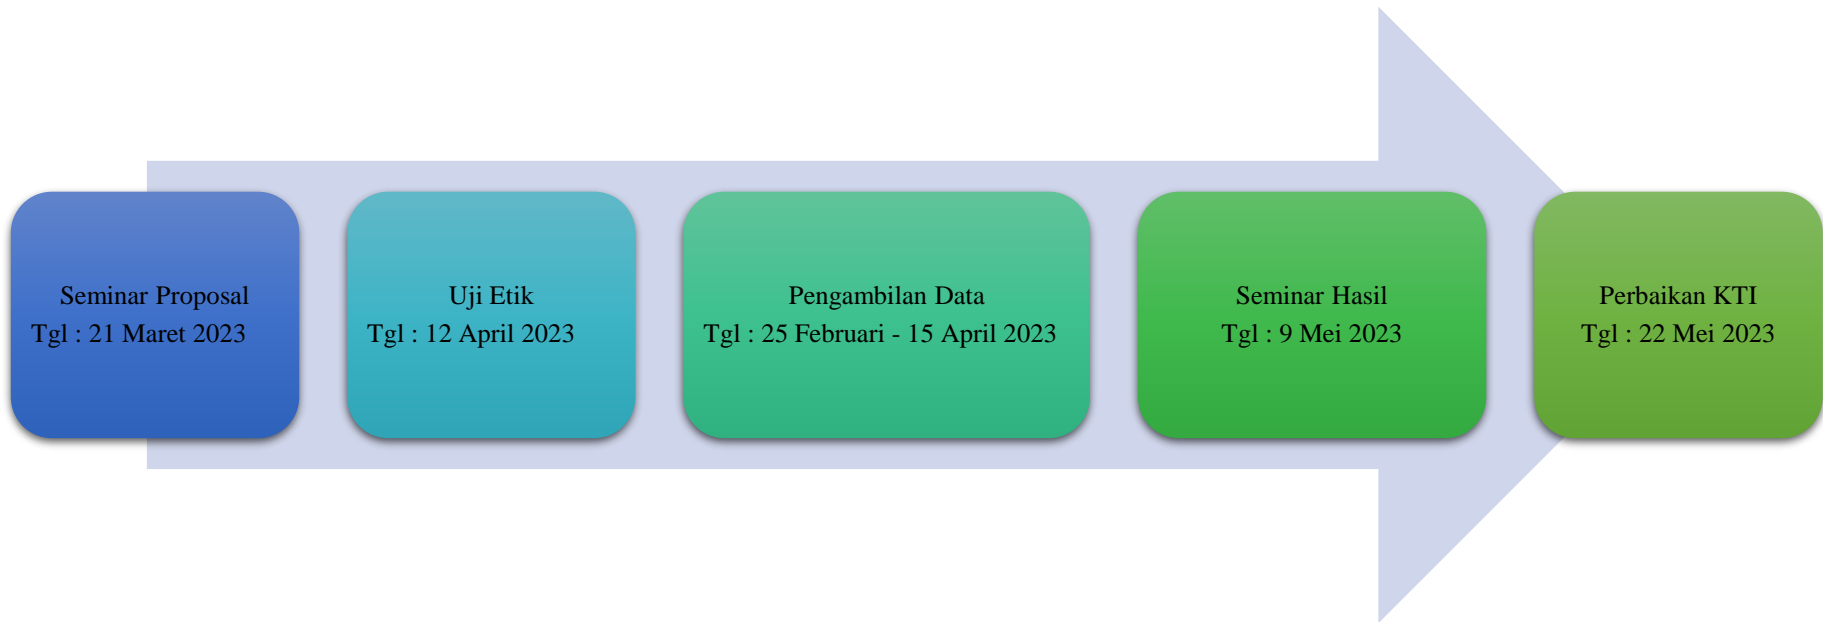 Seminar Proposal
Tgl : 21 Maret 2023
Uji Etik
Tgl : 12 April 2023
Pengambilan Data
Tgl : 25 Februari - 15 April 2023
Seminar Hasil
Tgl : 9 Mei 2023
Perbaikan KTI
Tgl : 22 Mei 2023